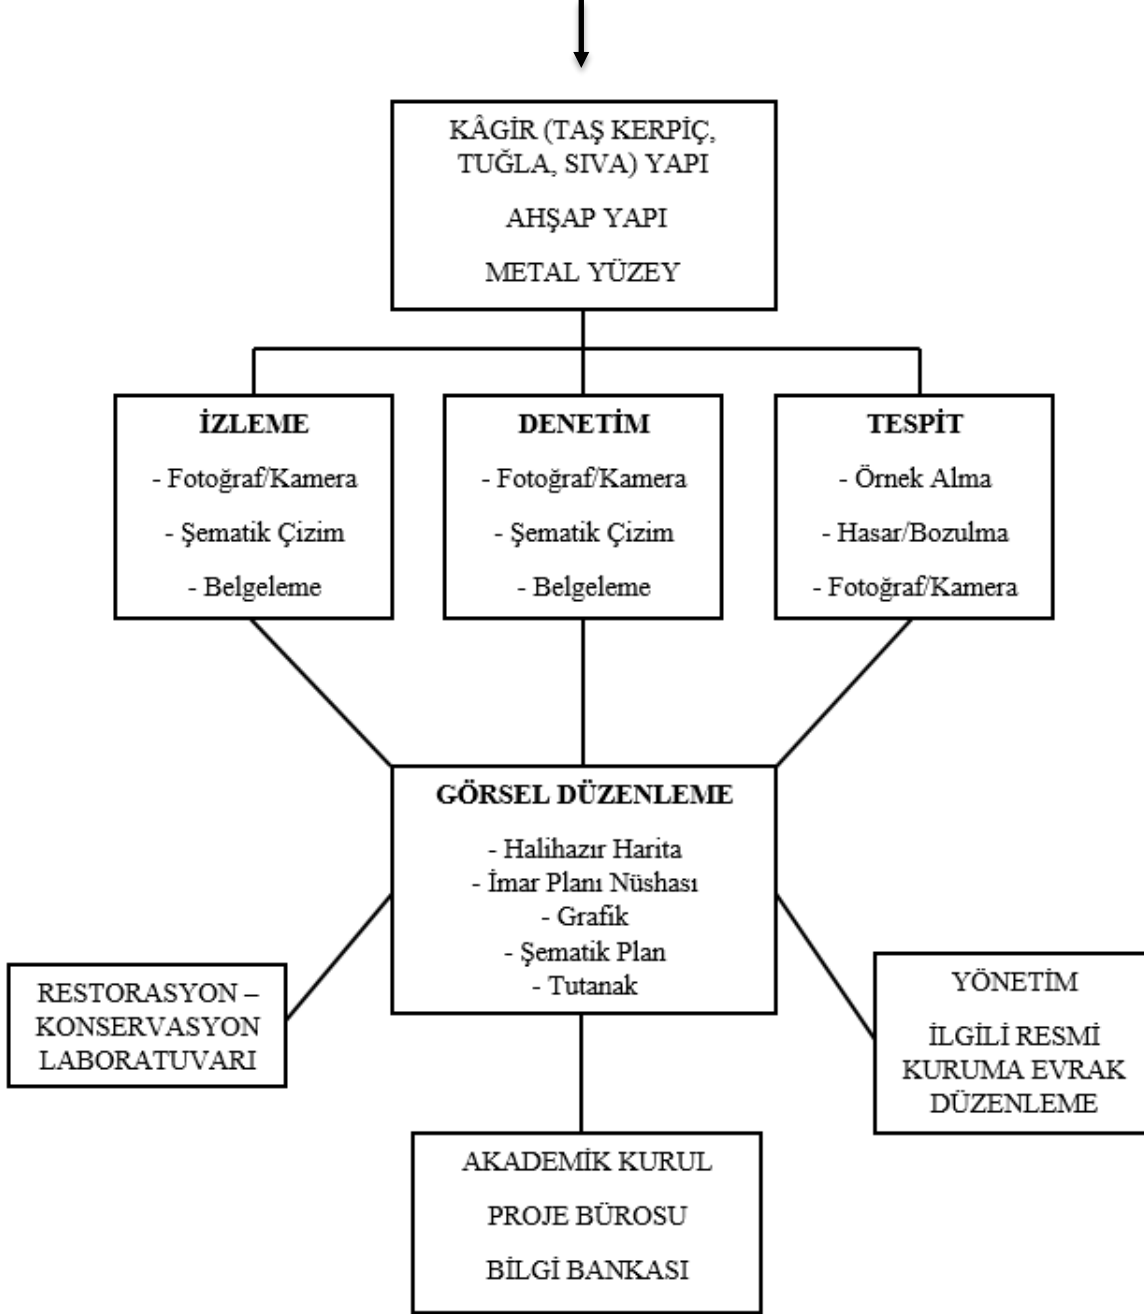 KÂGİR (TAŞ KERPİÇ,
TUĞLA, SIVA) YAPI
AHŞAP YAPI
METAL YÜZEY
İZLEME
- Fotoğraf/Kamera
- Şematik Çizim
- Belgeleme
DENETİM
- Fotoğraf/Kamera
- Şematik Çizim
- Belgeleme
TESPİT
- Örnek Alma
- Hasar/Bozulma
- Fotoğraf/Kamera
GÖRSEL DÜZENLEME
- Halihazır Harita
- İmar Planı Nüshası
- Grafik
- Şematik Plan
- Tutanak
RESTORASYON –
KONSERVASYON
LABORATUVARI
YÖNETİM
İLGİLİ RESMİ
KURUMA EVRAK
DÜZENLEME
AKADEMİK KURUL
PROJE BÜROSU
BİLGİ BANKASI